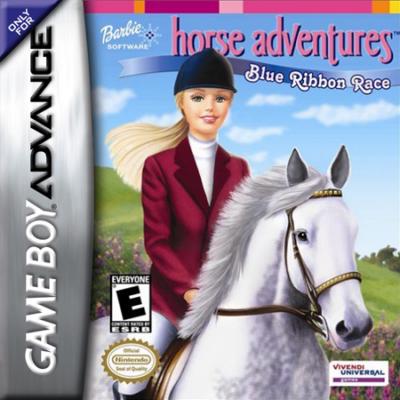 ONLY
FOR
GAME BOY ADVANCE
Barbie
SOFTWARE
horse adventures™
Blue Ribbon Race
EVERYONE
E
CONTENT RATED BY
ESRB
Official
Nintendo
Seal of Quality
VIVENDI
UNIVERSAL
games